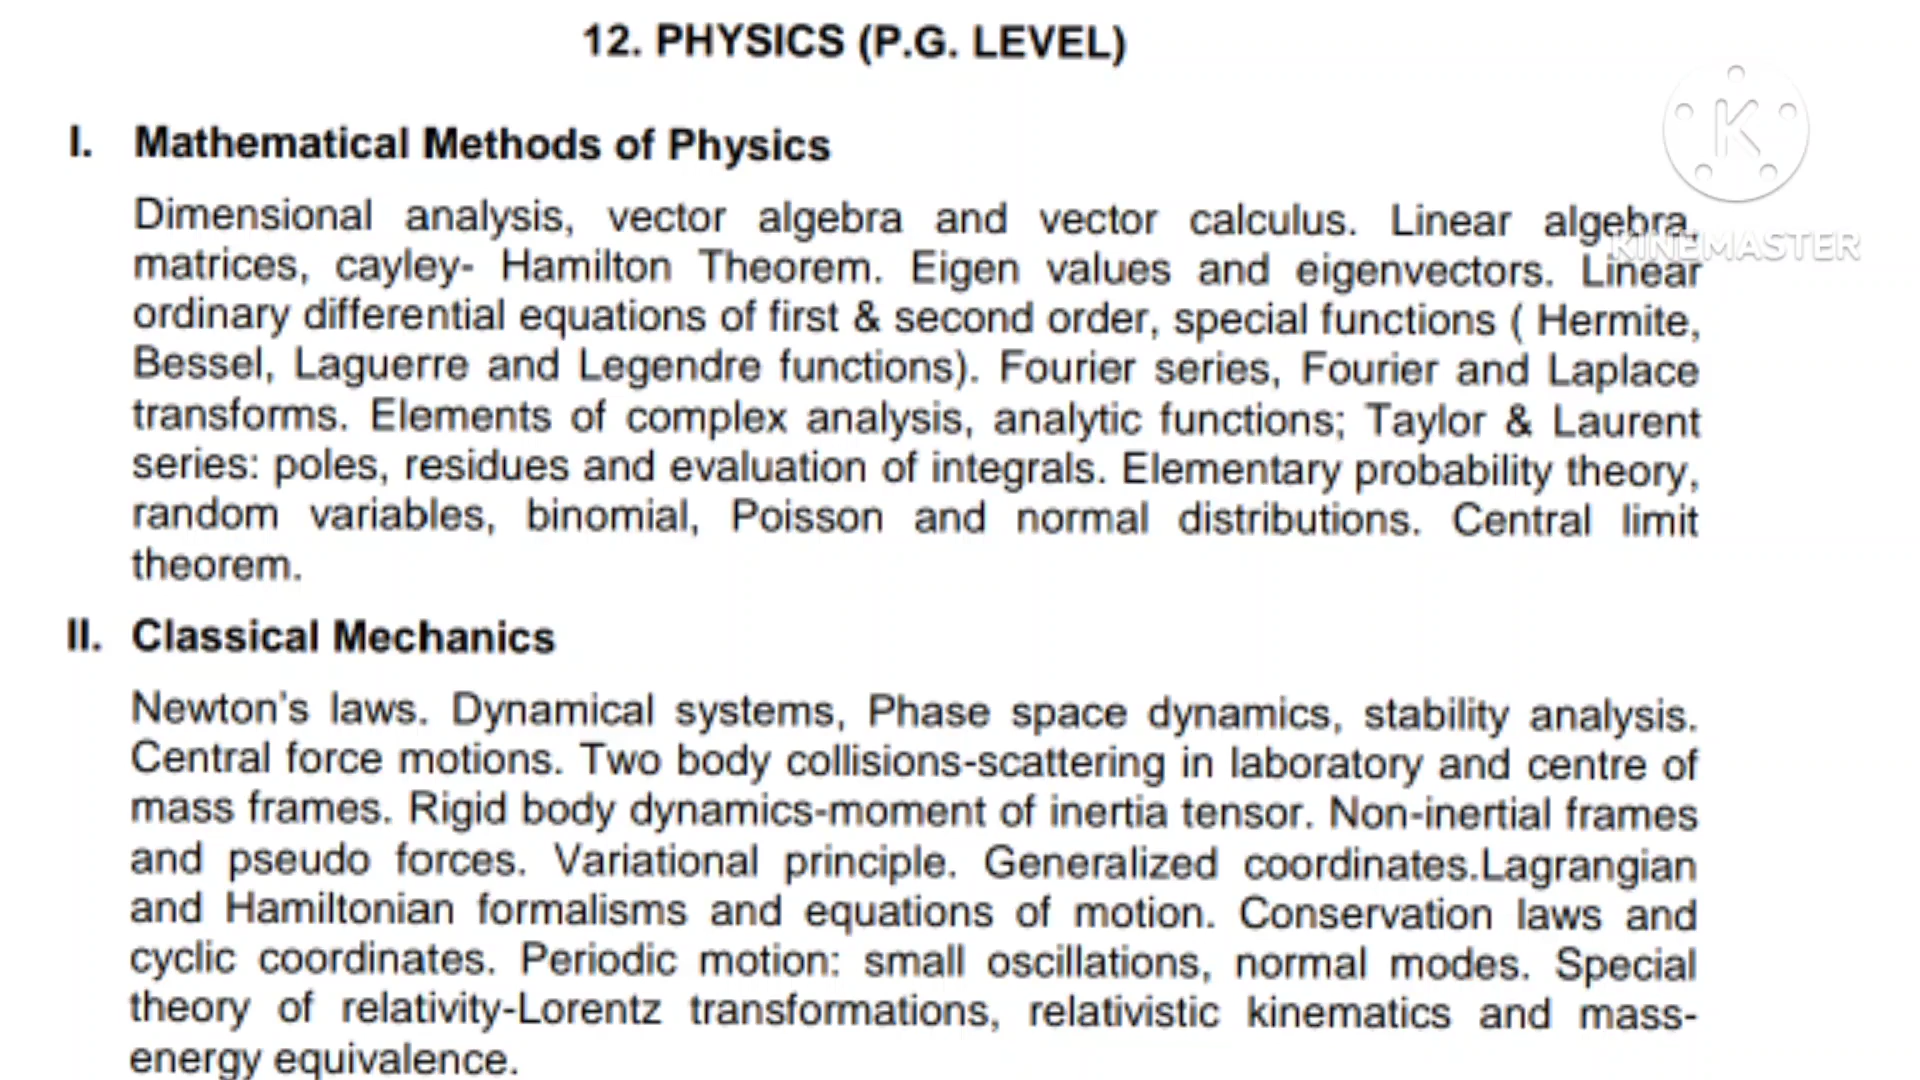 12. PHYSICS (P.G. LEVEL)
I. Mathematical Methods of Physics
Dimensional analysis, vector algebra and vector calculus. Linear algebra,
matrices, cayley- Hamilton Theorem. Eigen values and eigenvectors. Linear
ordinary differential equations of first & second order, special functions ( Hermite,
Bessel, Laguerre and Legendre functions). Fourier series, Fourier and Laplace
transforms. Elements of complex analysis, analytic functions; Taylor & Laurent
series: poles, residues and evaluation of integrals. Elementary probability theory,
random variables, binomial, Poisson and normal distributions. Central limit
theorem.
II. Classical Mechanics
Newton's laws. Dynamical systems, Phase space dynamics, stability analysis.
Central force motions. Two body collisions-scattering in laboratory and centre of
mass frames. Rigid body dynamics-moment of inertia tensor. Non-inertial frames
and pseudo forces. Variational principle. Generalized coordinates.Lagrangian
and Hamiltonian formalisms and equations of motion. Conservation laws and
cyclic coordinates. Periodic motion: small oscillations, normal modes. Special
theory of relativity-Lorentz transformations, relativistic kinematics and mass-
energy equivalence.
K
KINEMASTER